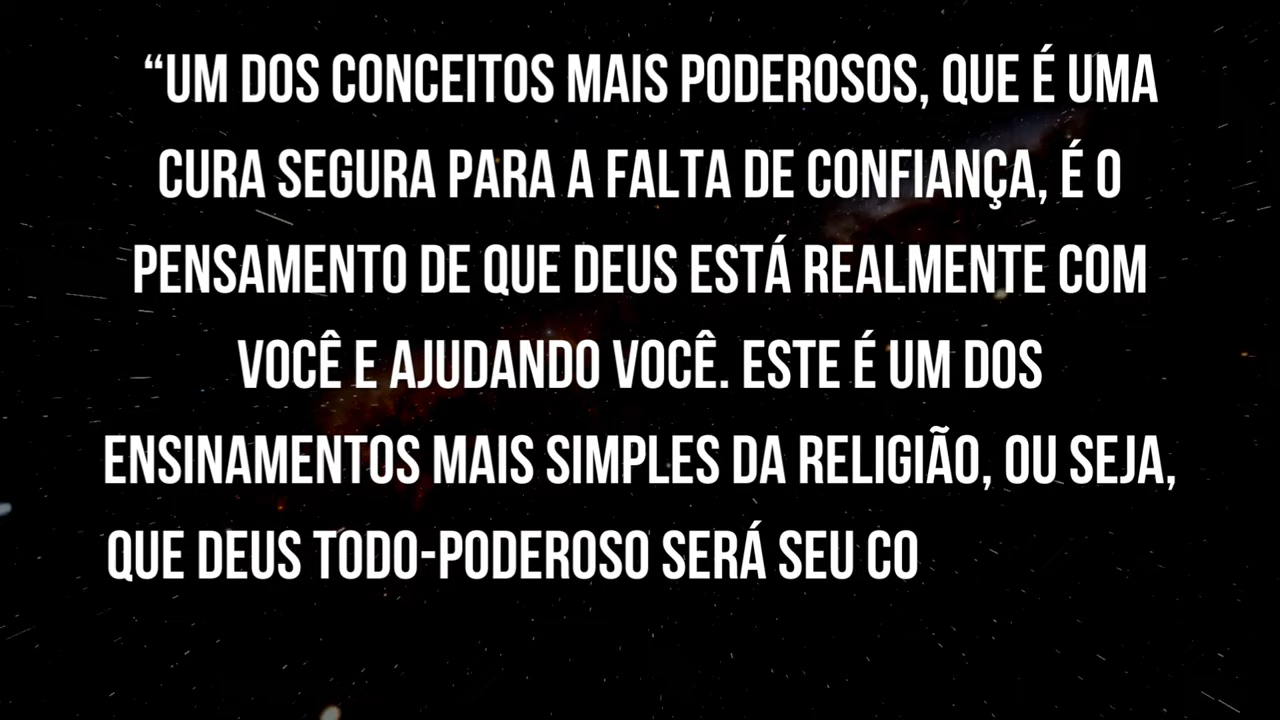 “UM DOS CONCEITOS MAIS PODEROSOS, QUE É UMA
CURA SEGURA PARA A FALTA DE CONFIANÇA, É O
PENSAMENTO DE QUE DEUS ESTÁ REALMENTE COM
VOCÊ E AJUDANDO VOCÊ. ESTE É UM DOS
ENSINAMENTOS MAIS SIMPLES DA RELIGIÃO, OU SEJA,
QUE DEUS TODO-PODEROSO SERÁ SEU CO